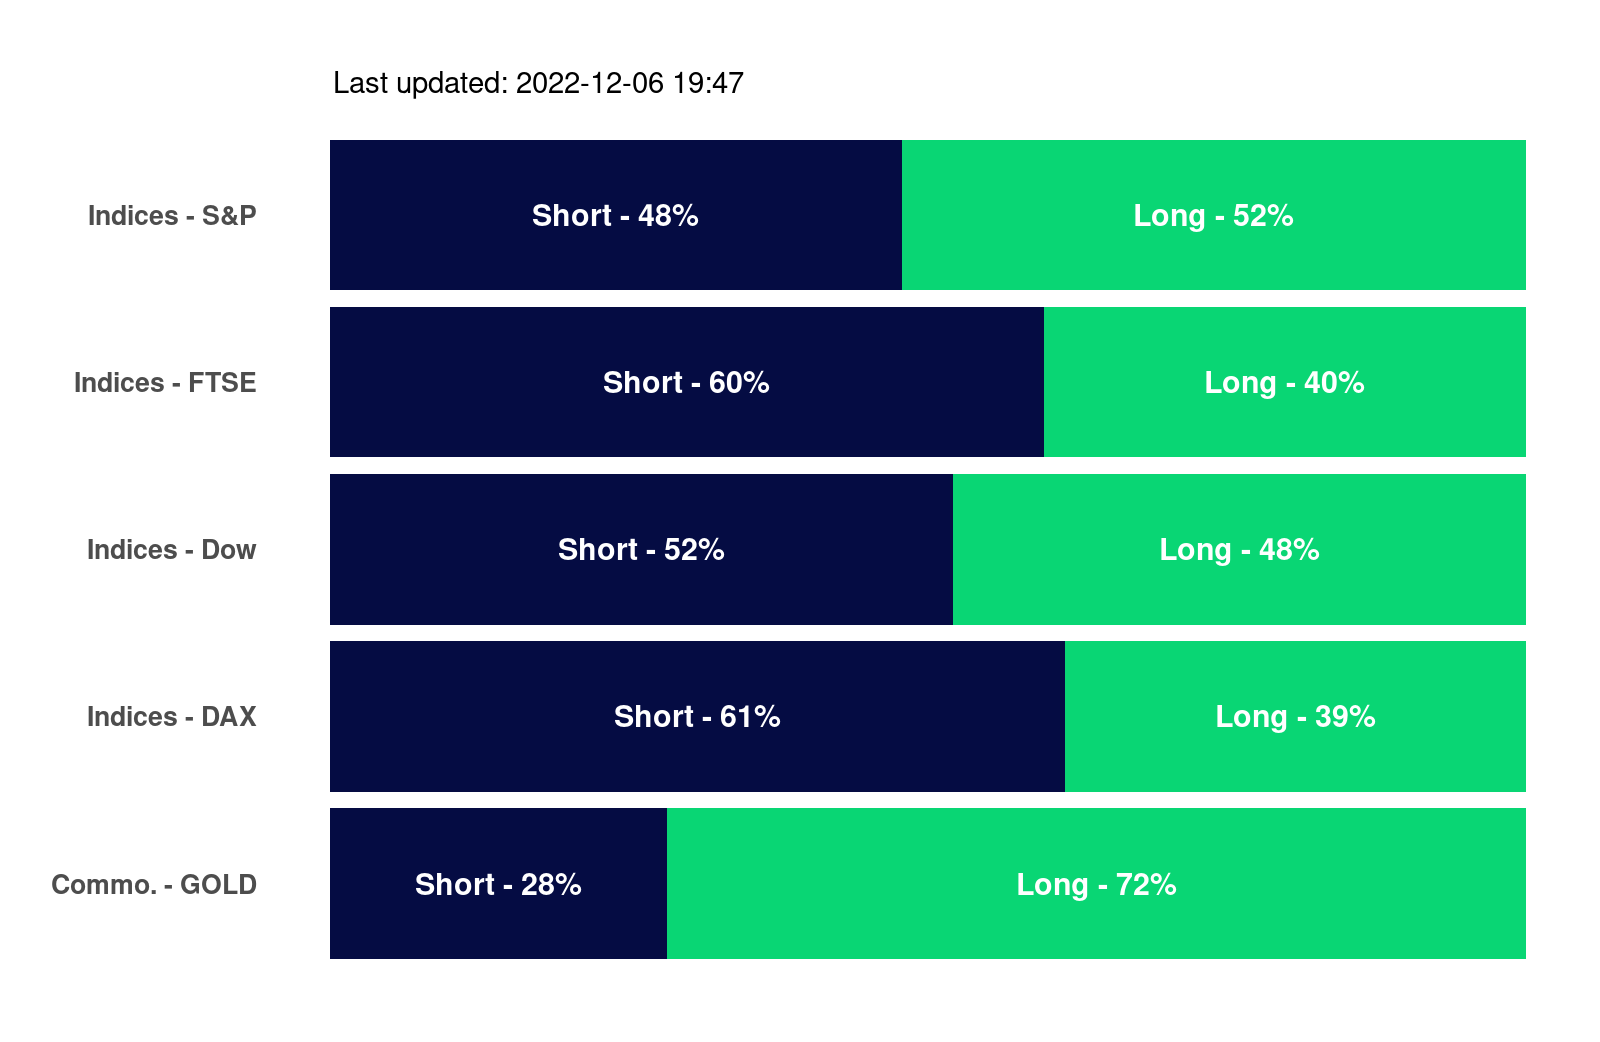 Last updated: 2022-12-06 19:47
Indices - S&P Short - 48% Long - 52%
Indices - FTSE Short - 60% Long - 40%
Indices - Dow Short - 52% Long - 48%
Indices - DAX Short - 61% Long - 39%
Commo. - GOLD Short - 28% Long - 72%